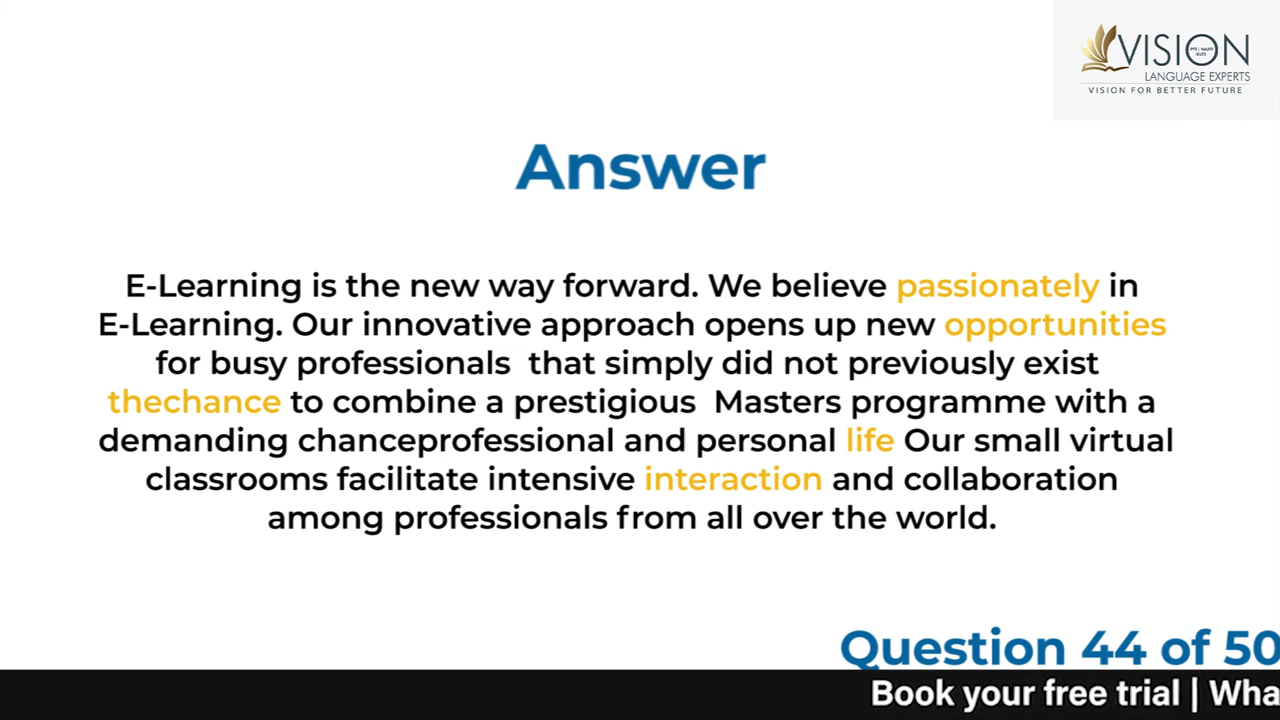 VISION
LANGUAGE EXPERTS
VISION FOR BETTER FUTURE
Answer
E-Learning is the new way forward. We believe passionately in
E-Learning. Our innovative approach opens up new opportunities
for busy professionals that simply did not previously exist
thechance to combine a prestigious Masters programme with a
demanding chanceprofessional and personal life Our small virtual
classrooms facilitate intensive interaction and collaboration
among professionals from all over the world.
Question 44 of 50
Book your free trial | Wha